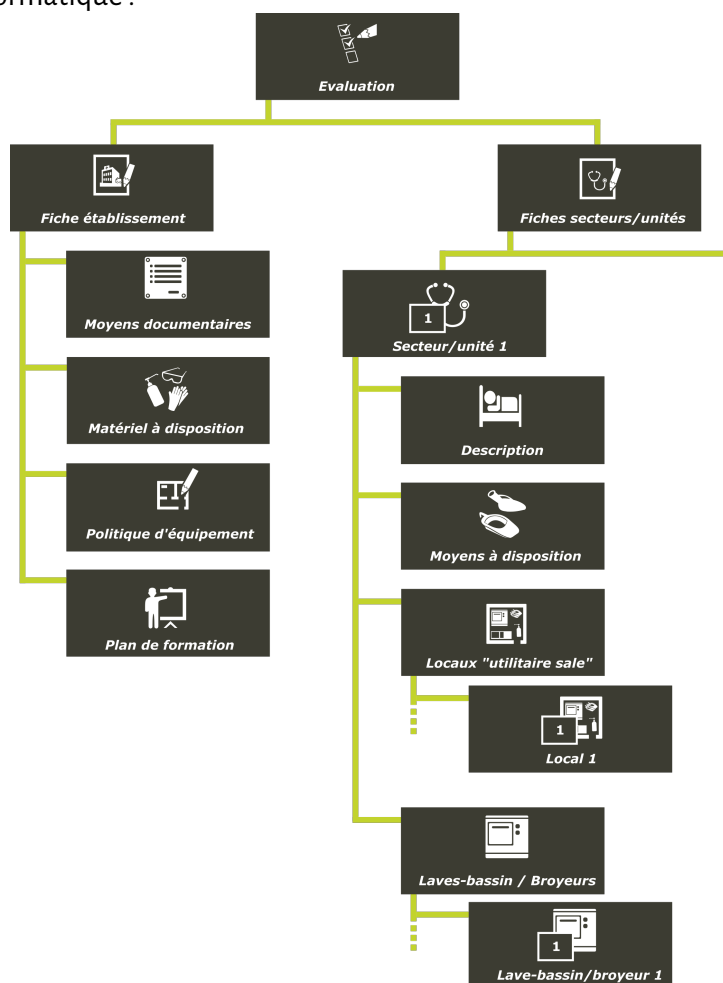 Evaluation
Fiche établissement
Fiches secteurs/unités
Moyens documentaires
Matériel à disposition
Politique d'équipement
Plan de formation
1
Secteur/unité 1
Description
Moyens à disposition
Locaux "utilitaire sale"
1
Local 1
Laves-bassin / Broyeurs
1
Lave-bassin/broyeur 1